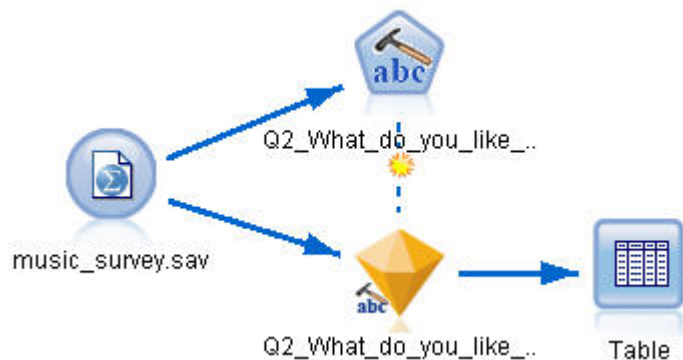 abc
Q2_What_do_you_like_..
music_survey.sav
abc
Q2_What_do_you_like_..
Table